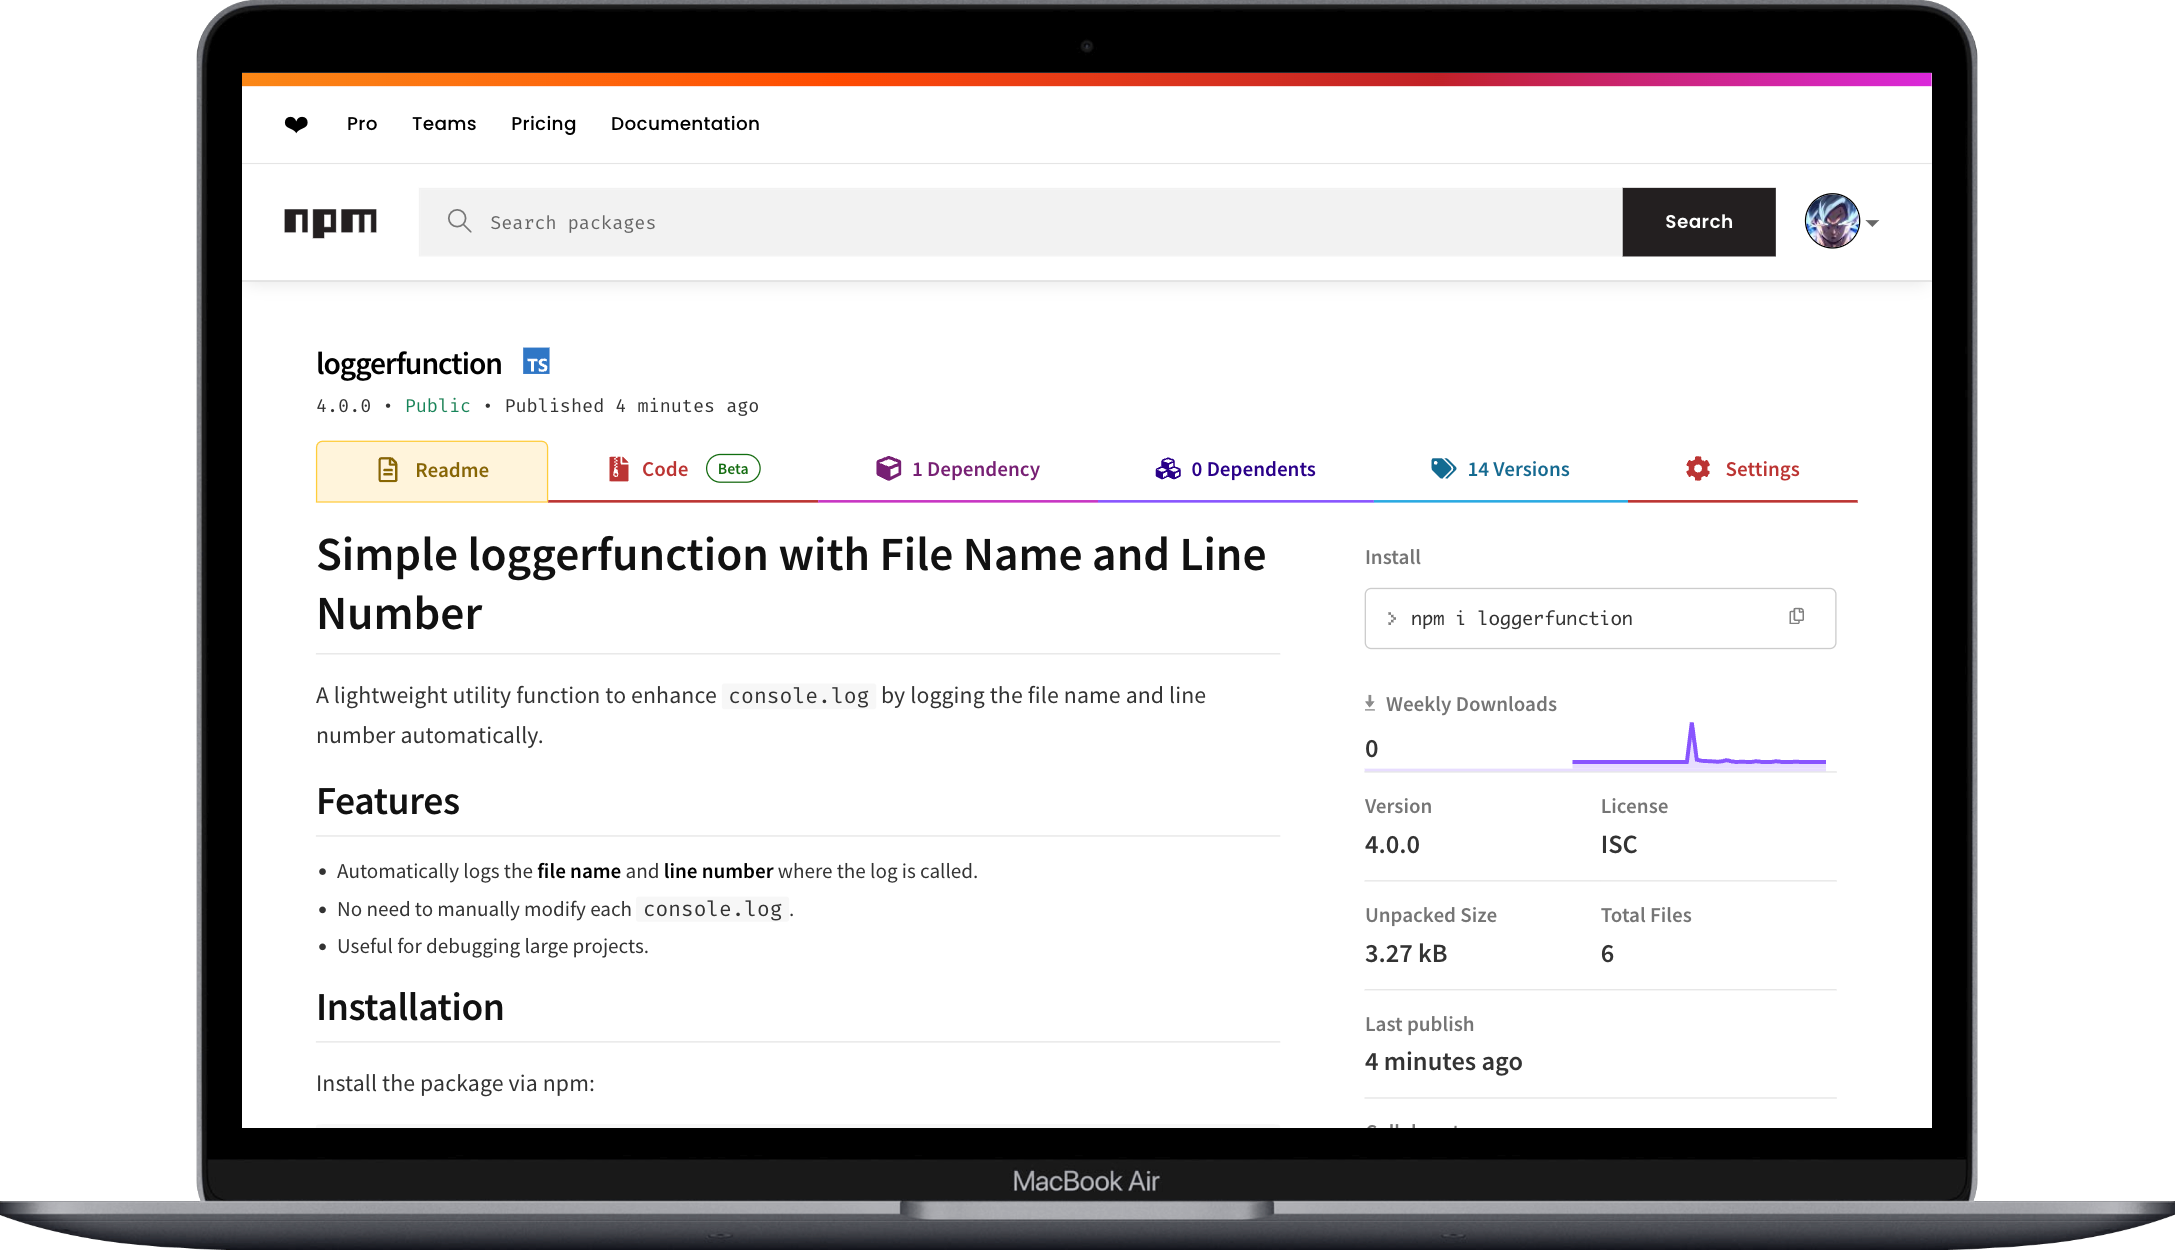 Pro Teams Pricing Documentation
npm Search packages Search
loggerfunction TS
4.0.0 • Public • Published 4 minutes ago
Readme Code Beta 1 Dependency 0 Dependents 14 Versions Settings
Simple loggerfunction with File Name and Line
Number
A lightweight utility function to enhance console.log by logging the file name and line
number automatically.
Features
• Automatically logs the file name and line number where the log is called.
• No need to manually modify each console.log.
• Useful for debugging large projects.
Installation
Install the package via npm:
Install
> npm i loggerfunction
Weekly Downloads
0
Version License
4.0.0 ISC
Unpacked Size Total Files
3.27 kB 6
Last publish
4 minutes ago
MacBook Air